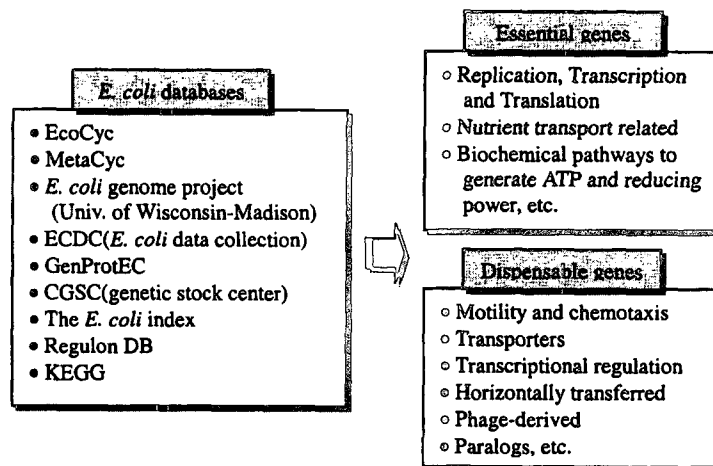 E. coli databases
● EcoCyc
● MetaCyc
● E. coli genome project
(Univ. of Wisconsin-Madison)
● ECDC(E. coli data collection)
● GenProtEC
● CGSC(genetic stock center)
● The E. coli index
● Regulon DB
● KEGG
Essential genes
○ Replication, Transcription
and Translation
○ Nutrient transport related
○ Biochemical pathways to
generate ATP and reducing
power, etc.
Dispensable genes
○ Motility and chemotaxis
○ Transporters
○ Transcriptional regulation
○ Horizontally transferred
○ Phage-derived
○ Paralogs, etc.